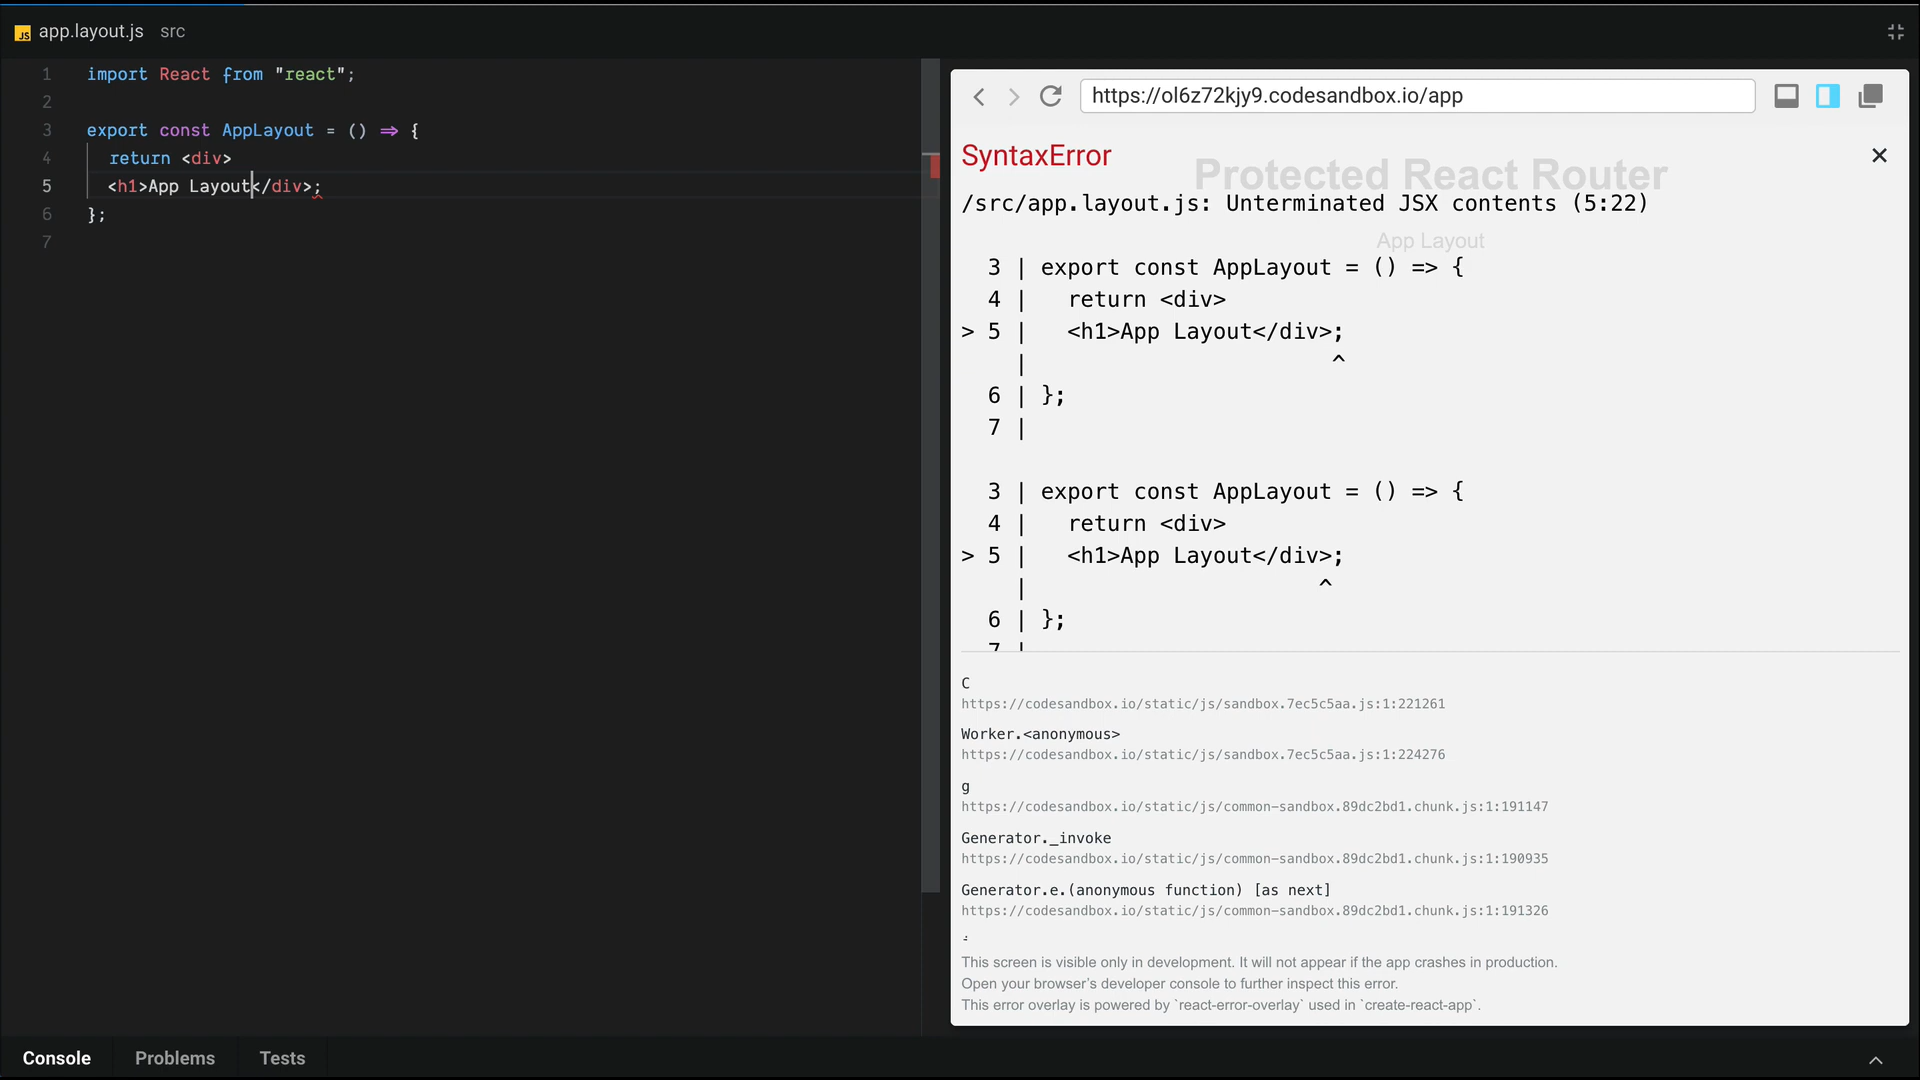 JS app.layout.js src
1 import React from "react";
2
3 export const AppLayout = () => {
4 return <div>
5 <h1>App Layout</div>;
6 };
7
https://ol6z72kjy9.codesandbox.io/app
Protected React Router
App Layout
SyntaxError
/src/app.layout.js: Unterminated JSX contents (5:22)
3 | export const AppLayout = () => {
4 | return <div>
> 5 | <h1>App Layout</div>;
| ^
6 | };
7 |
3 | export const AppLayout = () => {
4 | return <div>
> 5 | <h1>App Layout</div>;
| ^
6 | };
7 |
C
https://codesandbox.io/static/js/sandbox.7ec5c5aa.js:1:221261
Worker.<anonymous>
https://codesandbox.io/static/js/sandbox.7ec5c5aa.js:1:224276
g
https://codesandbox.io/static/js/common-sandbox.89dc2bd1.chunk.js:1:191147
Generator._invoke
https://codesandbox.io/static/js/common-sandbox.89dc2bd1.chunk.js:1:190935
Generator.e.(anonymous function) [as next]
https://codesandbox.io/static/js/common-sandbox.89dc2bd1.chunk.js:1:191326
This screen is visible only in development. It will not appear if the app crashes in production.
Open your browser’s developer console to further inspect this error.
This error overlay is powered by `react-error-overlay` used in `create-react-app`.
Console Problems Tests